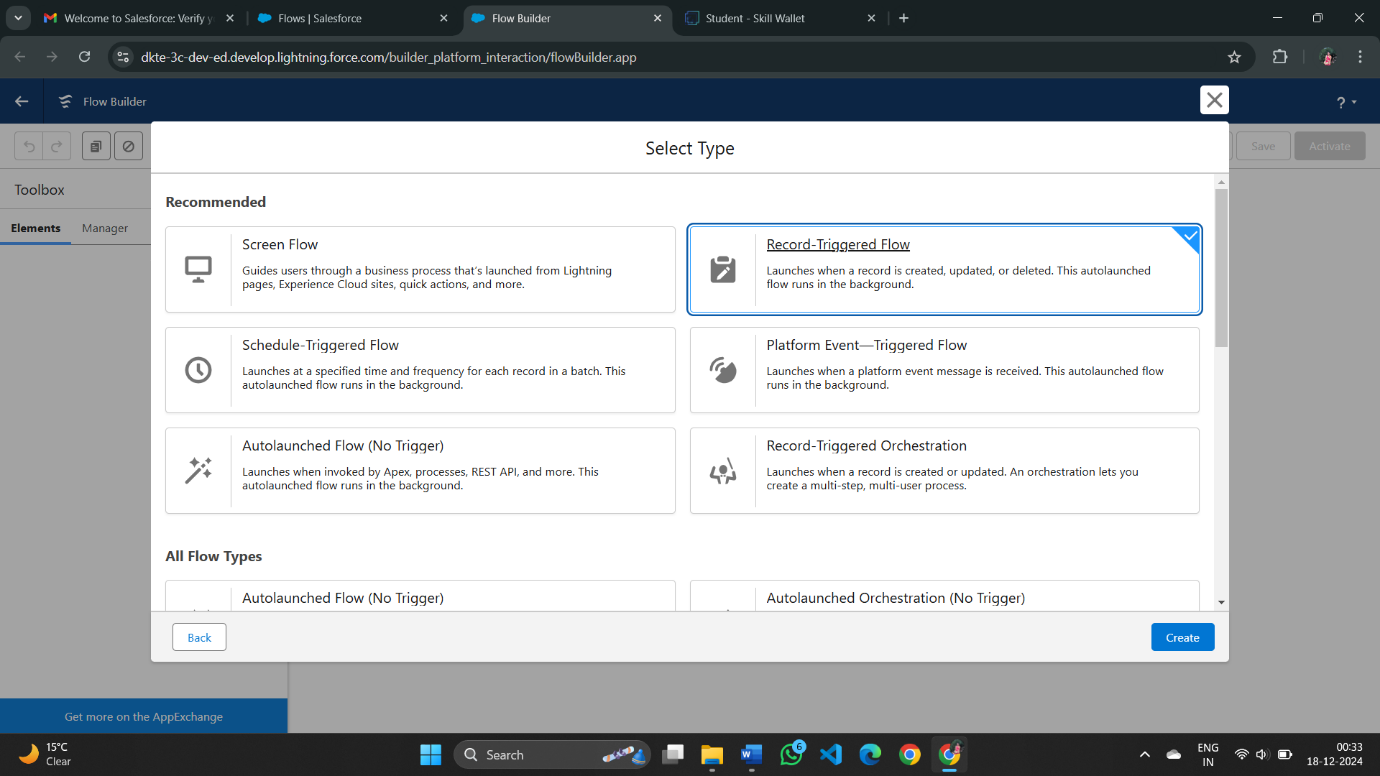 Welcome to Salesforce: Verify y
Flows | Salesforce
Flow Builder
Student - Skill Wallet
dkte-3c-dev-ed.develop.lightning.force.com/builder_platform_interaction/flowBuilder.app
Flow Builder
?
Save
Activate
Select Type
Toolbox
Elements
Manager
Recommended
Screen Flow
Guides users through a business process that's launched from Lightning
pages, Experience Cloud sites, quick actions, and more.
Record-Triggered Flow
Launches when a record is created, updated, or deleted. This autolaunched
flow runs in the background.
Schedule-Triggered Flow
Launches at a specified time and frequency for each record in a batch. This
autolaunched flow runs in the background.
Platform Event—Triggered Flow
Launches when a platform event message is received. This autolaunched flow
runs in the background.
Autolaunched Flow (No Trigger)
Launches when invoked by Apex, processes, REST API, and more. This
autolaunched flow runs in the background.
Record-Triggered Orchestration
Launches when a record is created or updated. An orchestration lets you
create a multi-step, multi-user process.
All Flow Types
Autolaunched Flow (No Trigger)
Autolaunched Orchestration (No Trigger)
Back
Create
Get more on the AppExchange
15°C
Clear
Search
6
ENG
IN
00:33
18-12-2024